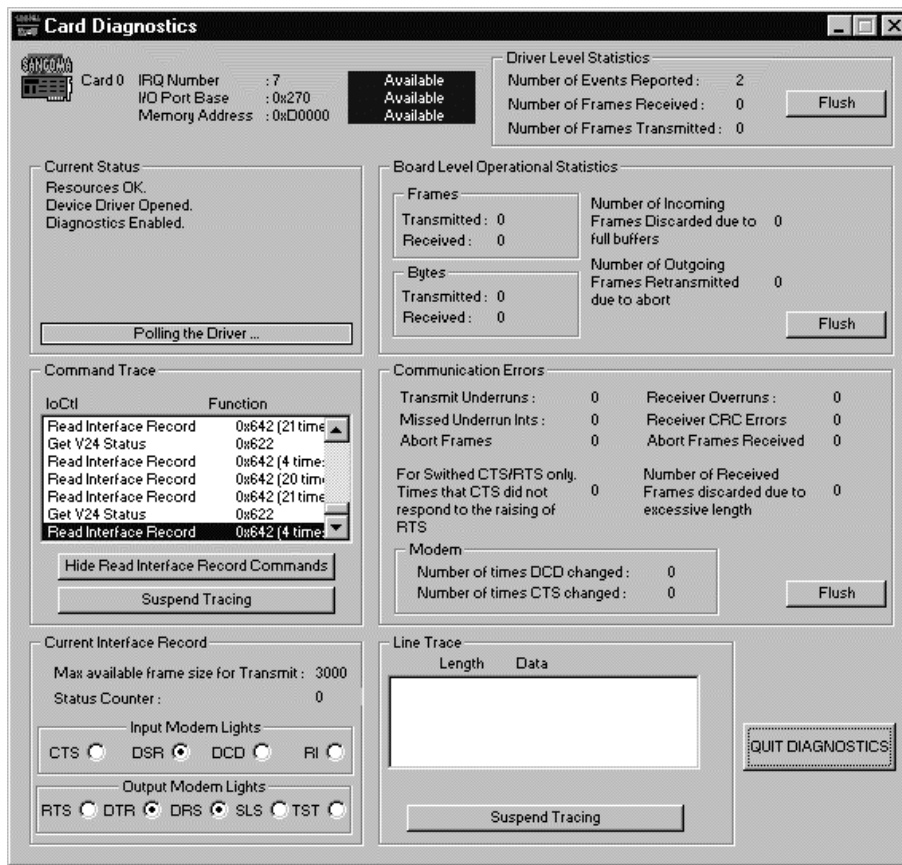 Card Diagnostics
SANGOMA
Card 0
IRQ Number : 7 Available
I/O Port Base : 0x270 Available
Memory Address : 0xD0000 Available
Driver Level Statistics
Number of Events Reported : 2
Number of Frames Received : 0
Number of Frames Transmitted : 0
Flush
Current Status
Resources OK.
Device Driver Opened.
Diagnostics Enabled.
Polling the Driver ...
Board Level Operational Statistics
Frames
Transmitted : 0
Received : 0
Bytes
Transmitted : 0
Received : 0
Number of Incoming
Frames Discarded due to 0
full buffers
Number of Outgoing
Frames Retransmitted 0
due to abort
Flush
Command Trace
IoCtl Function
Read Interface Record 0x642 (21 time
Get V24 Status 0x622
Read Interface Record 0x642 (4 time:
Read Interface Record 0x642 (20 tim
Read Interface Record 0x642 (21 time
Get V24 Status 0x622
Read Interface Record 0x642 (4 time:
Hide Read Interface Record Commands
Suspend Tracing
Communication Errors
Transmit Underruns : 0
Missed Underrun Ints : 0
Abort Frames 0
Receiver Overruns : 0
Receiver CRC Errors 0
Abort Frames Received 0
For Swithed CTS/RTS only.
Times that CTS did not 0
respond to the raising of
RTS
Number of Received
Frames discarded due to 0
excessive length
Modem
Number of times DCD changed : 0
Number of times CTS changed : 0
Flush
Current Interface Record
Max available frame size for Transmit : 3000
Status Counter : 0
Input Modem Lights
CTS DSR DCD RI
Output Modem Lights
RTS DTR DRS SLS TST
Line Trace
Length Data
Suspend Tracing
QUIT DIAGNOSTICS